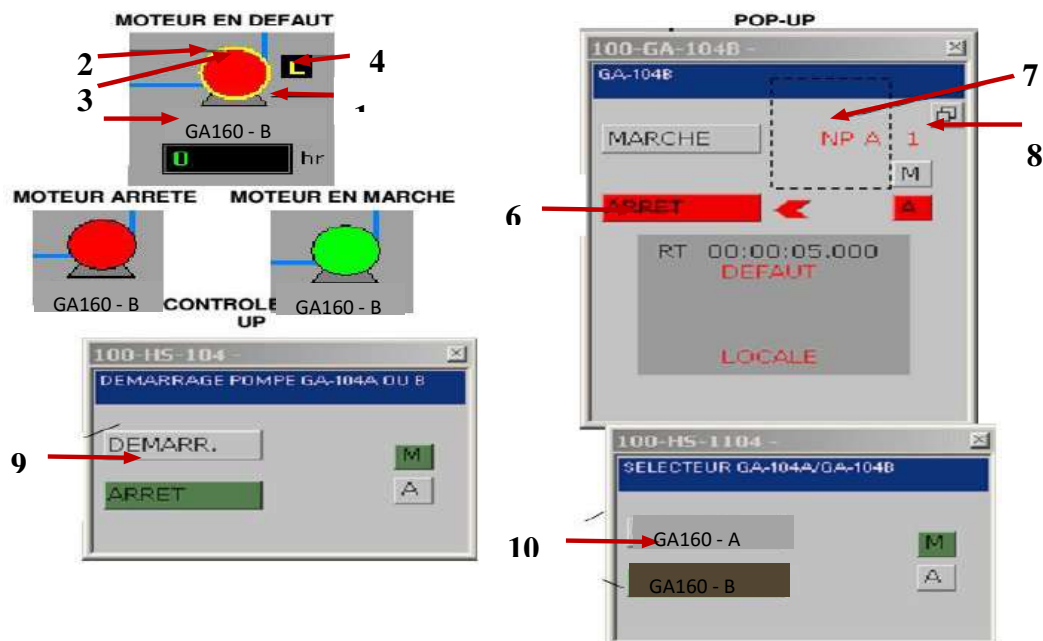 MOTEUR EN DEFAUT
2
3
4
GA160 - B
0 hr
MOTEUR ARRETE
MOTEUR EN MARCHE
GA160 - B
GA160 - B
CONTROLE
UP
100-HS-104 -
DEMARRAGE POMPE GA-104A OU B
DEMARR.
M
9
ARRET
A
POP-UP
100-GA-104B -
GA-104B
7
MARCHE
NP A 1
8
M
6
ARRET
A
RT 00:00:05.000
DEFAUT
LOCALE
100-HS-1104 -
SELECTEUR GA-104A/GA-104B
10
GA160 - A
M
GA160 - B
A